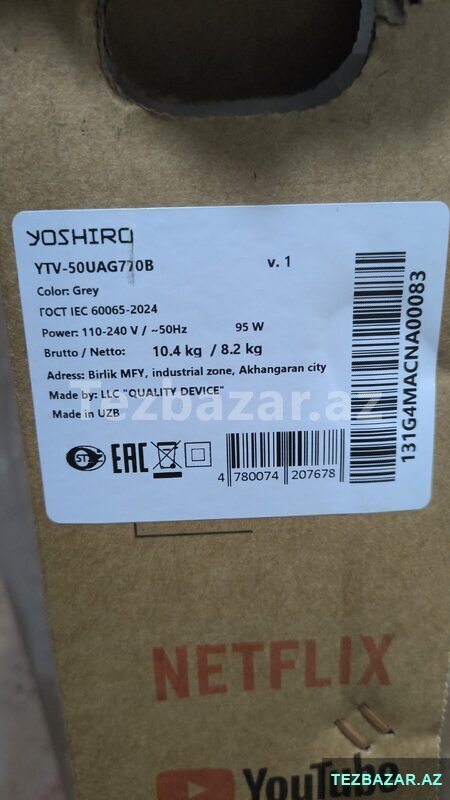 YOSHIRO
YTV-50UAG770B v. 1
Color: Grey
ГОСТ IEC 60065-2024
Power: 110-240 V / ~50Hz 95 W
Brutto / Netto: 10.4 kg / 8.2 kg
Adress: Birlik MFY, industrial zone, Akhangaran city
Made by: LLC "QUALITY DEVICE"
Made in UZB
Tezbazar.az
131G4MACNA00083
EAC
4 780074 207678
NETFLIX
YouTube
TEZBAZAR.AZ